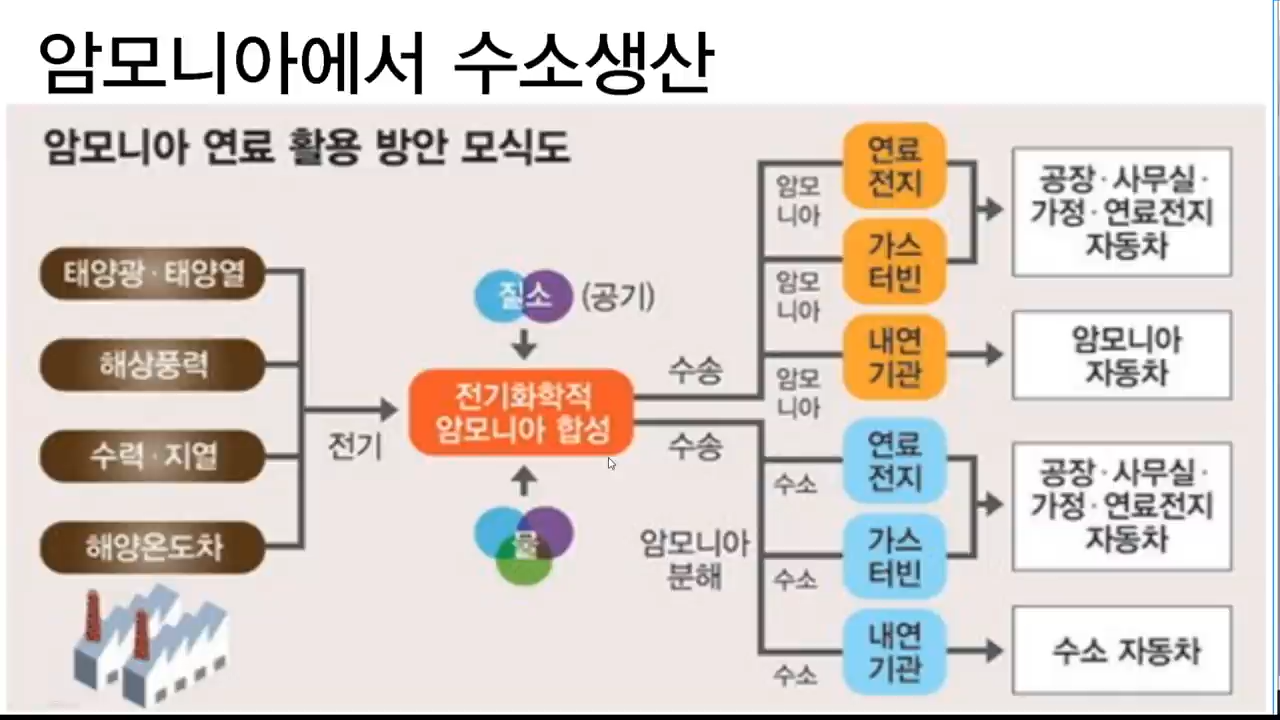 암모니아에서 수소생산
암모니아 연료 활용 방안 모식도
태양광·태양열
해상풍력
수력·지열
해양온도차
전기
질소 (공기)
전기화학적
암모니아 합성
물
수송
수송
암모니아
분해
암모
니아
암모
니아
암모
니아
수소
수소
수소
연료
전지
가스
터빈
내연
기관
연료
전지
가스
터빈
내연
기관
공장·사무실·
가정·연료전지
자동차
암모니아
자동차
공장·사무실·
가정·연료전지
자동차
수소 자동차